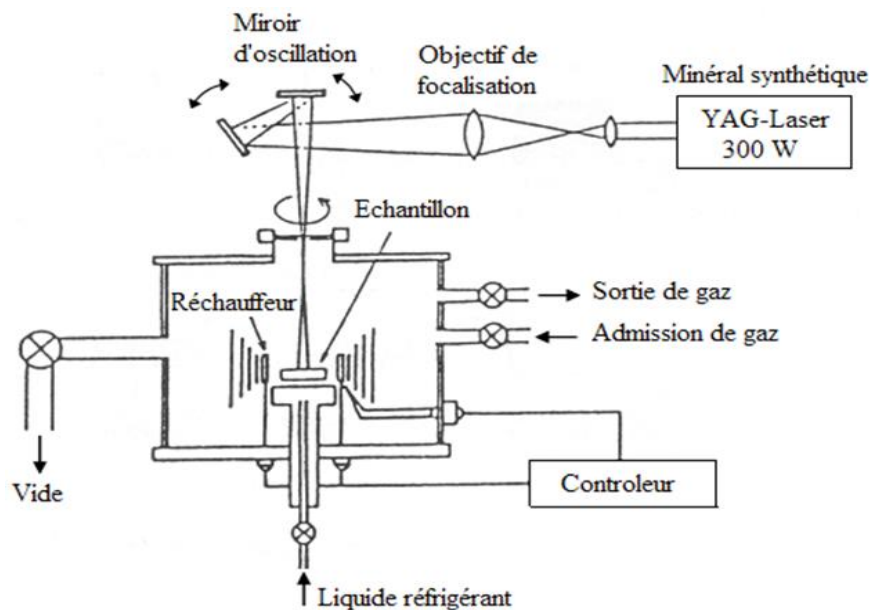 Miroir
d'oscillation
Objectif de
focalisation
Minéral synthétique
YAG-Laser
300 W
Echantillon
Réchauffeur
Sortie de gaz
Admission de gaz
Vide
Controleur
Liquide réfrigérant